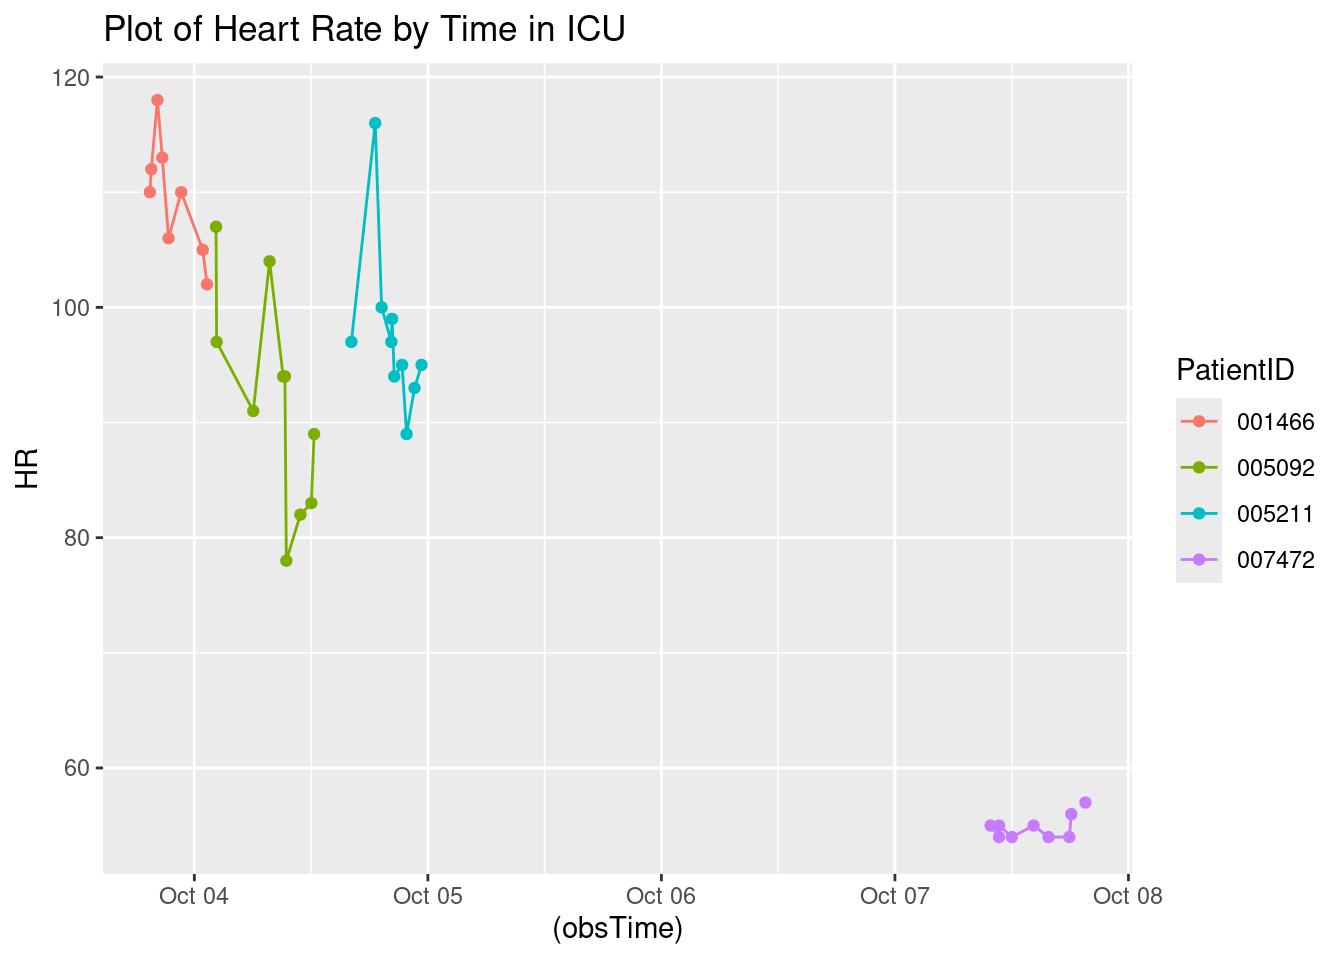 Plot of Heart Rate by Time in ICU
120
100
80
60
HR
Oct 04
Oct 05
Oct 06
Oct 07
Oct 08
(obsTime)
PatientID
001466
005092
005211
007472